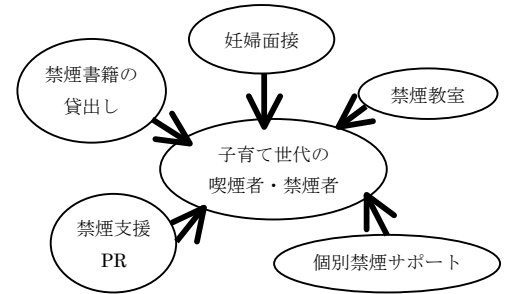 妊婦面接
禁煙書籍の
貸出し
禁煙教室
子育て世代の
喫煙者・禁煙者
禁煙支援
PR
個別禁煙サポート